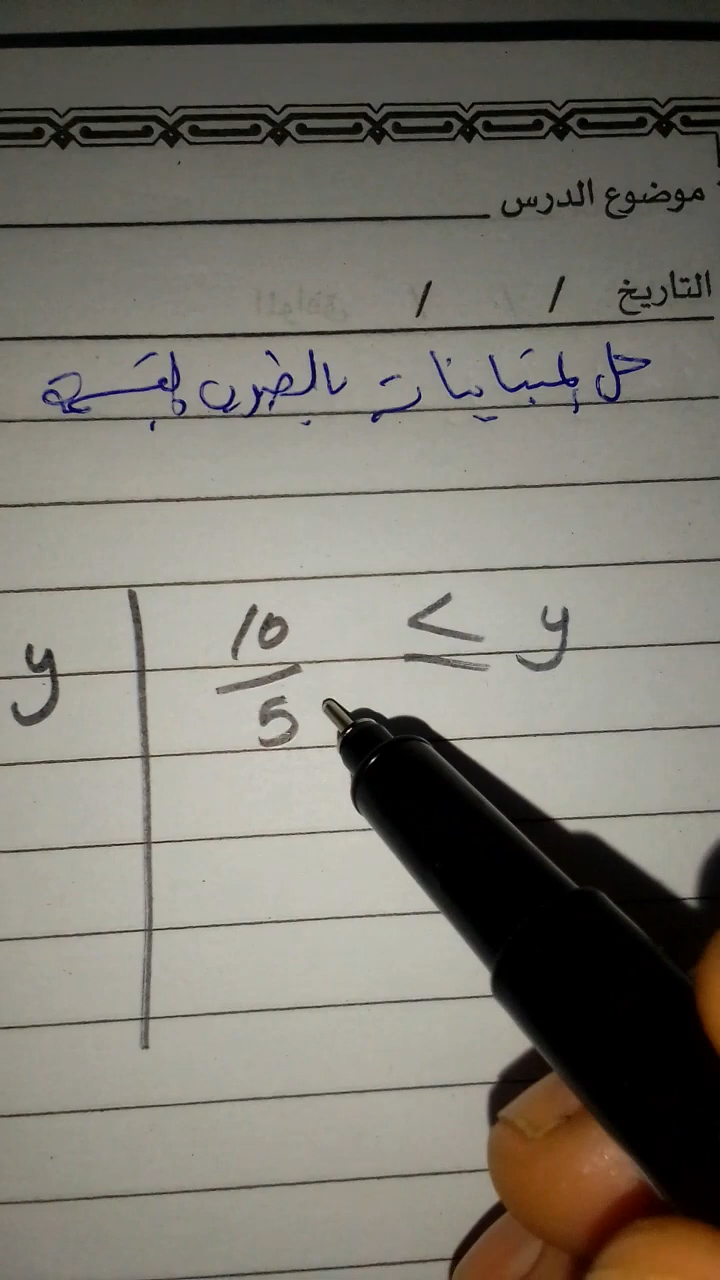 موضوع الدرس
التاريخ / /
حل المتباينات بالضرب والقسمة
y | 10/5 ≤ y